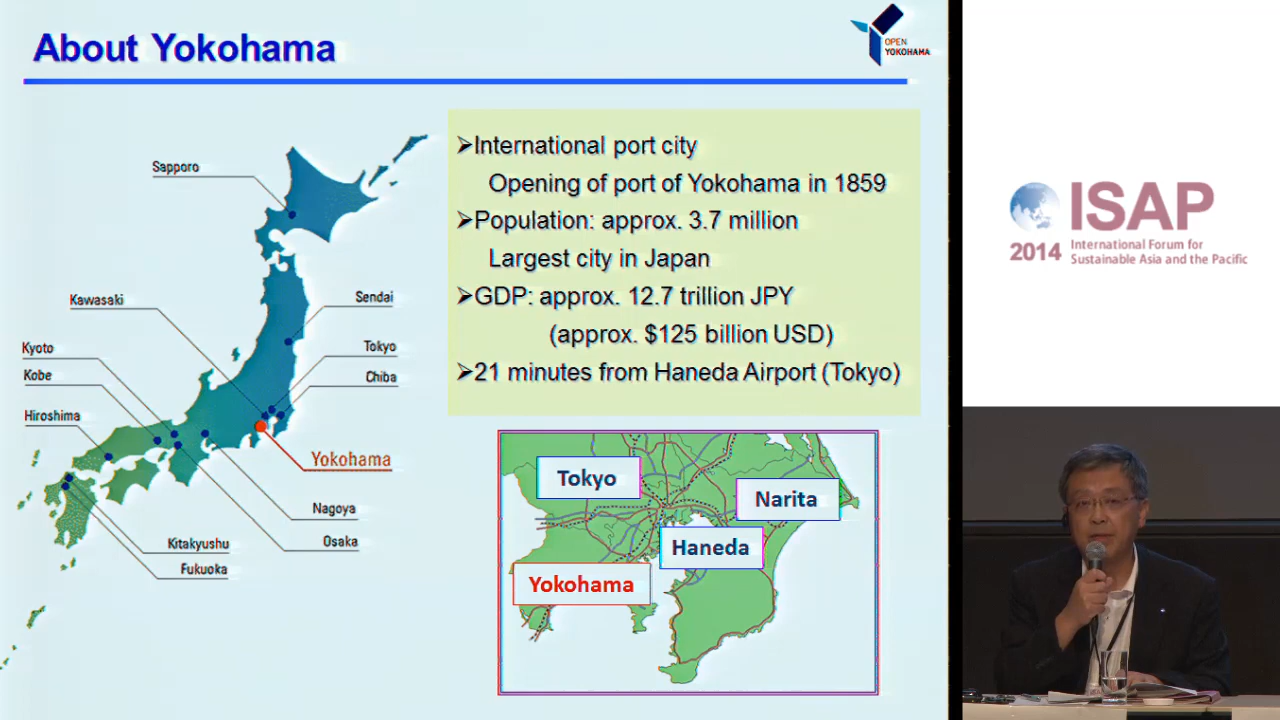 About Yokohama
OPEN
YOKOHAMA
Sapporo
Kawasaki
Sendai
Kyoto
Tokyo
Kobe
Chiba
Hiroshima
Yokohama
Nagoya
Osaka
Kitakyushu
Fukuoka
➢International port city
Opening of port of Yokohama in 1859
➢Population: approx. 3.7 million
Largest city in Japan
➢GDP: approx. 12.7 trillion JPY
(approx. $125 billion USD)
➢21 minutes from Haneda Airport (Tokyo)
Tokyo
Narita
Haneda
Yokohama
ISAP
2014
International Forum for
Sustainable Asia and the Pacific